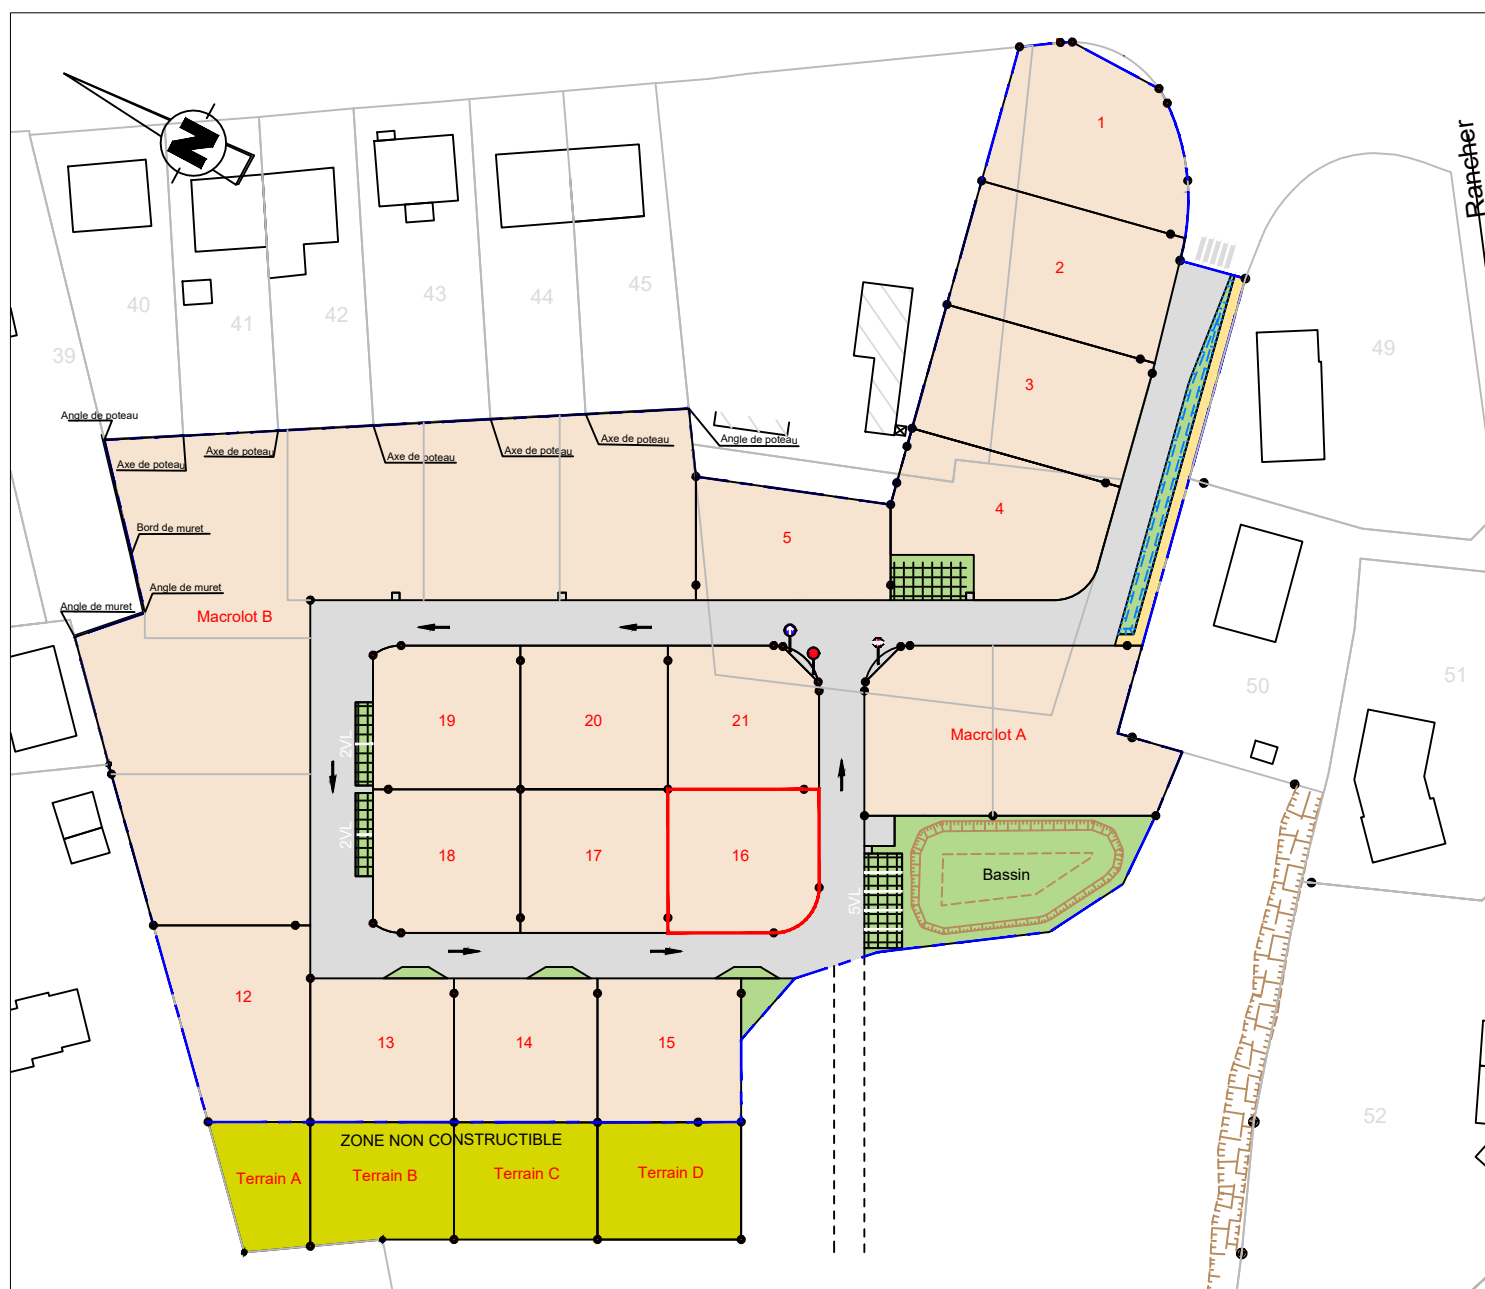 N
1
Rancher
2
40
41
42
43
44
45
39
49
3
Angle de poteau
Axe de poteau
Axe de poteau
Axe de poteau
Axe de poteau
Axe de poteau
Angle de poteau
4
5
Bord de muret
Angle de muret
Angle de muret
Macrolot B
50
51
19
20
21
Macrolot A
2VL
2VL
18
17
16
Bassin
5VL
12
13
14
15
52
ZONE NON CONSTRUCTIBLE
Terrain A
Terrain B
Terrain C
Terrain D